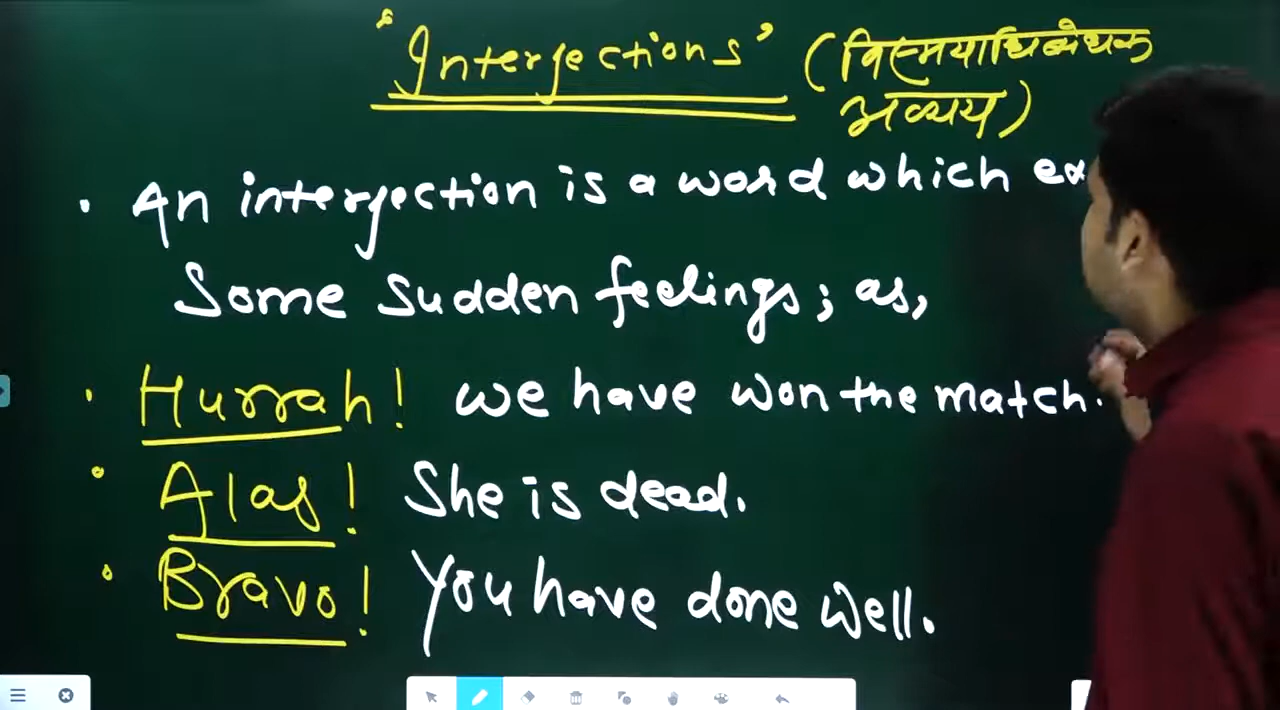 'Interjections' (विस्मयाधिबोधक
अव्यय)
• An interjection is a word which
Some sudden feelings; as,
• Hurrah! we have won the match.
• Alas! She is dead.
• Bravo! You have done well.